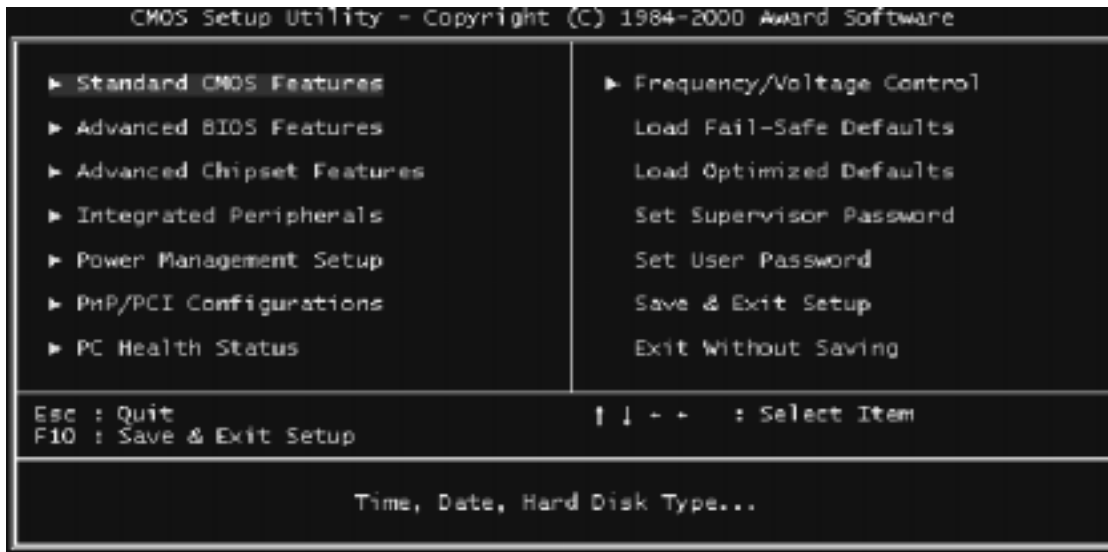 CMOS Setup Utility - Copyright (C) 1984-2000 Award Software
► Standard CMOS Features
► Advanced BIOS Features
► Advanced Chipset Features
► Integrated Peripherals
► Power Management Setup
► PnP/PCI Configurations
► PC Health Status
► Frequency/Voltage Control
Load Fail-Safe Defaults
Load Optimized Defaults
Set Supervisor Password
Set User Password
Save & Exit Setup
Exit Without Saving
Esc : Quit
F10 : Save & Exit Setup
↑ ↓ ← ← : Select Item
Time, Date, Hard Disk Type...